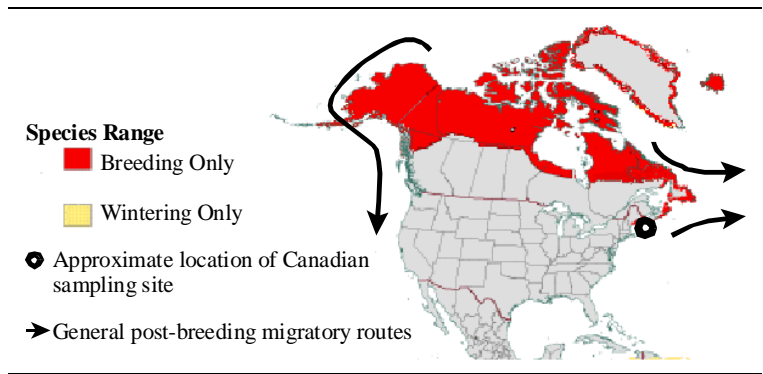 Species Range
Breeding Only
Wintering Only
Approximate location of Canadian
sampling site
General post-breeding migratory routes